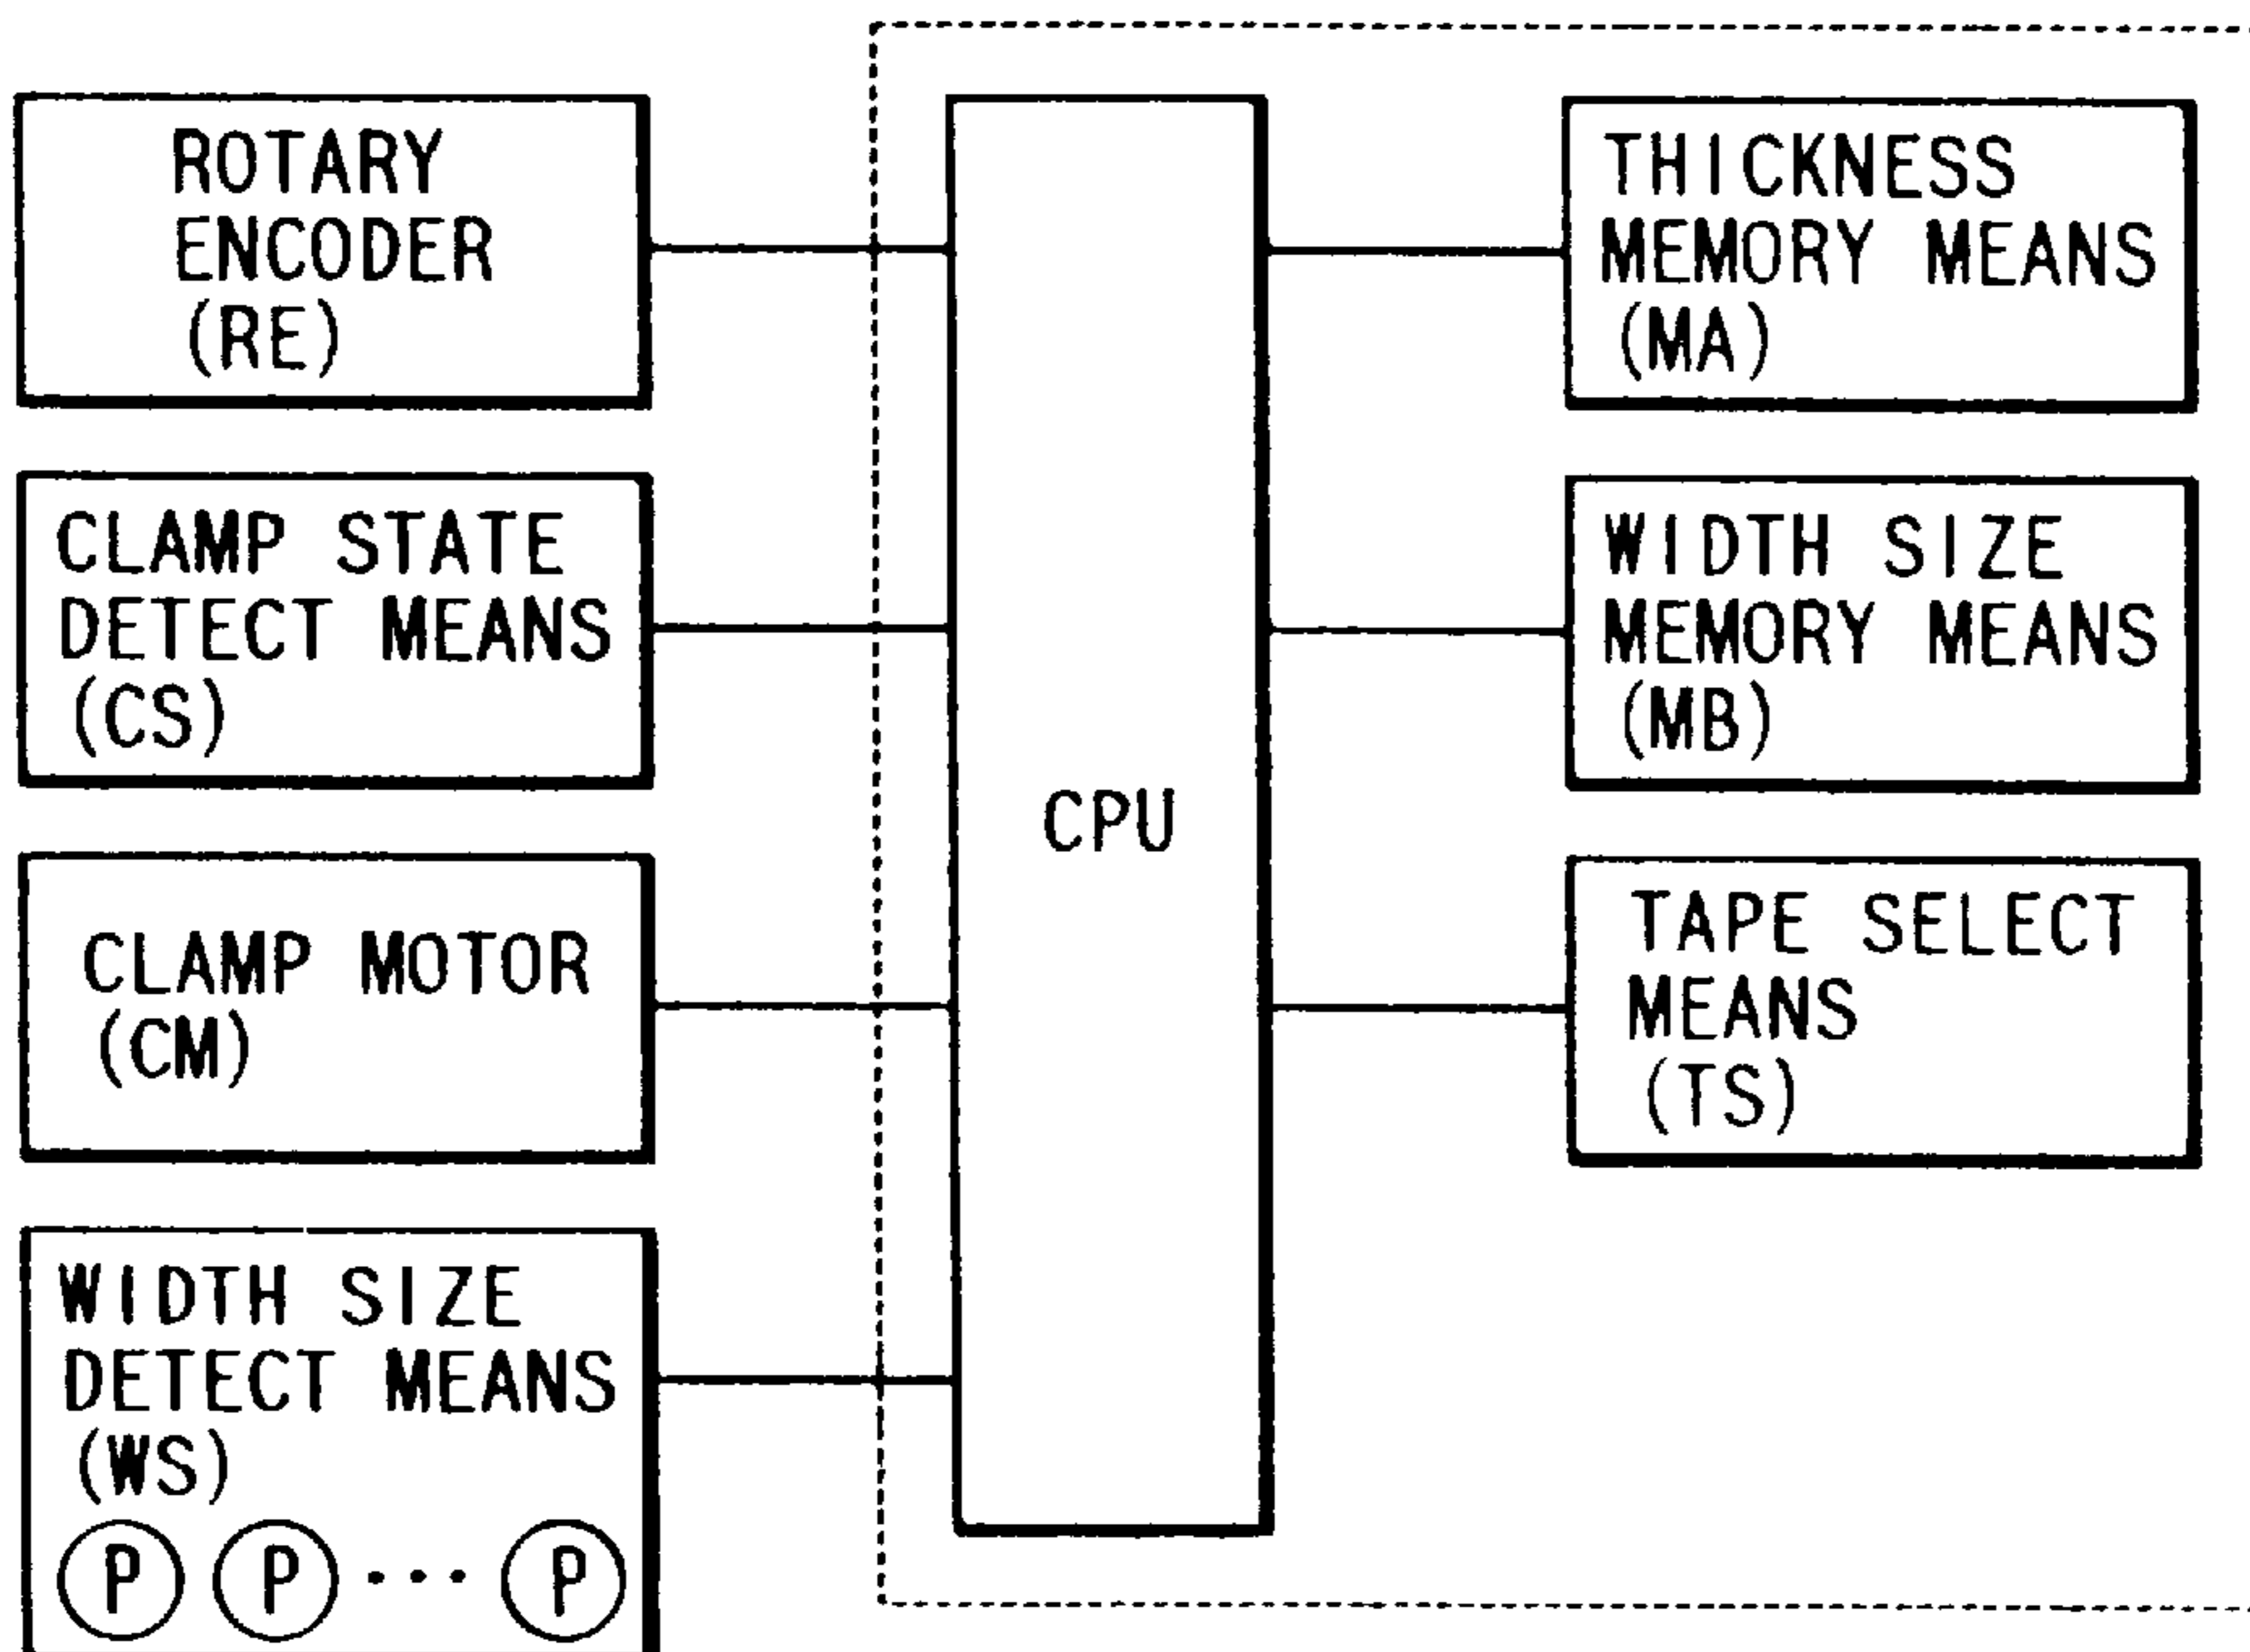 ROTARY
ENCODER
(RE)
CLAMP STATE
DETECT MEANS
(CS)
CLAMP MOTOR
(CM)
WIDTH SIZE
DETECT MEANS
(WS)
P P ··· P
CPU
THICKNESS
MEMORY MEANS
(MA)
WIDTH SIZE
MEMORY MEANS
(MB)
TAPE SELECT
MEANS
(TS)